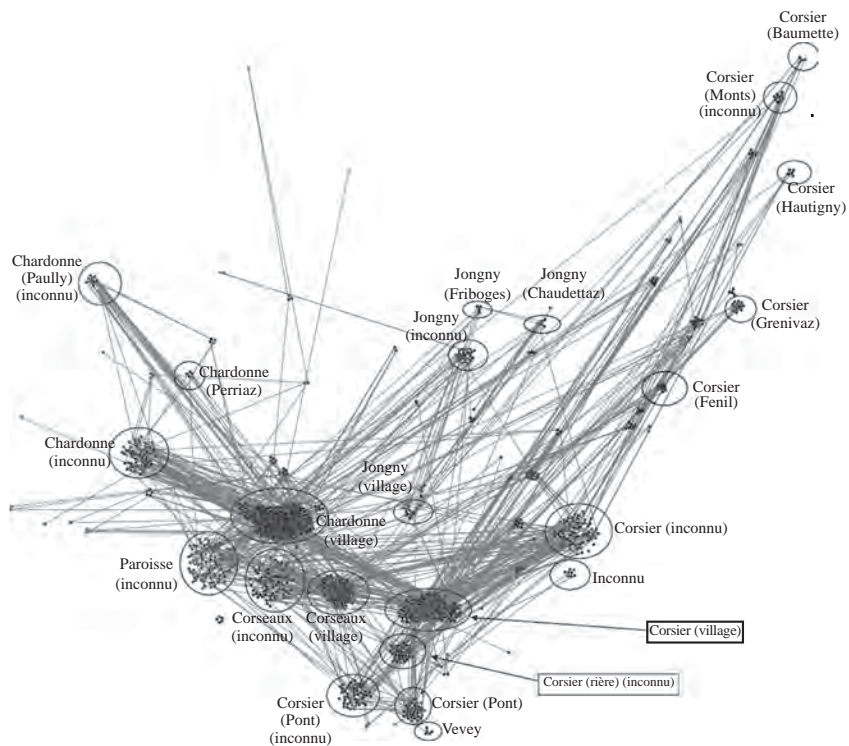 Corsier
(Baumette)
Corsier
(Monts)
(inconnu)
Corsier
(Hautigny)
Chardonne
(Paully)
(inconnu)
Jongny
(Friboges)
Jongny
(Chaudettaz)
Jongny
(inconnu)
Corsier
(Grenivaz)
Chardonne
(Perriaz)
Corsier
(Fenil)
Chardonne
(inconnu)
Jongny
(village)
Chardonne
(village)
Corsier (inconnu)
Paroisse
(inconnu)
Inconnu
Corseaux
(inconnu)
Corseaux
(village)
Corsier (village)
Corsier (rière) (inconnu)
Corsier
(Pont)
(inconnu)
Corsier (Pont)
Vevey